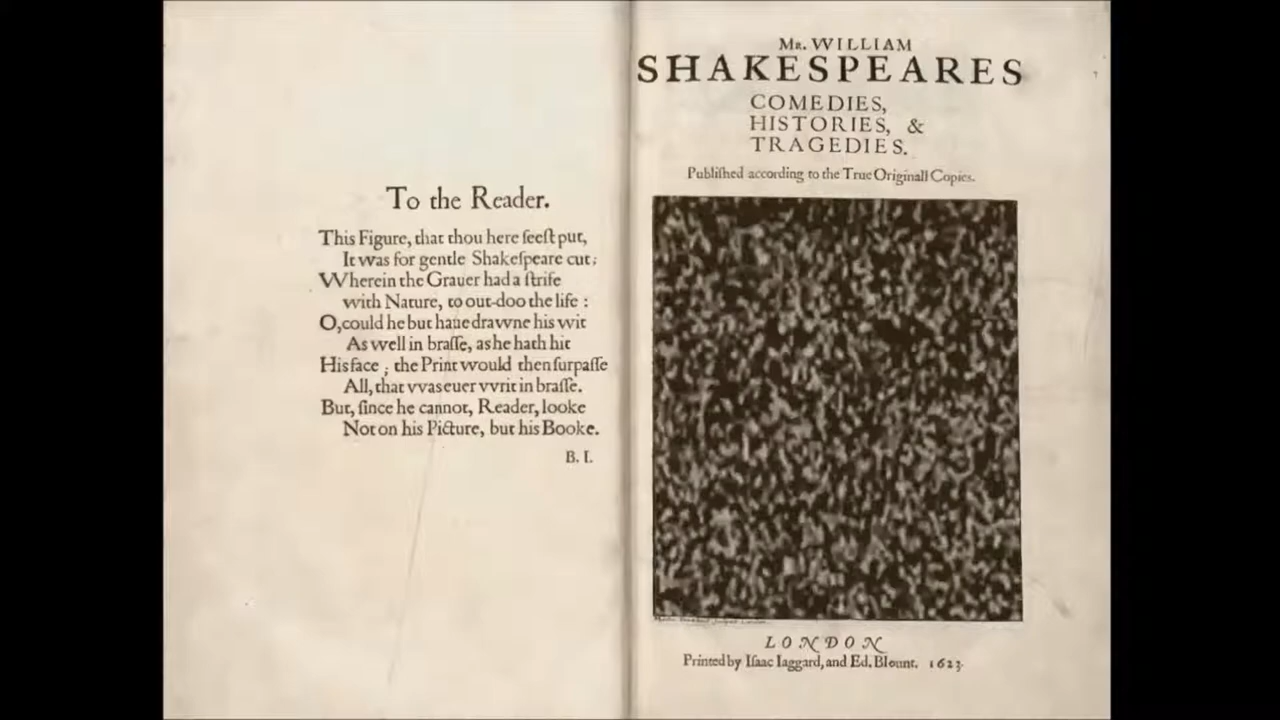 To the Reader.
This Figure, that thou here ſeeſt put,
It was for gentle Shakeſpeare cut;
Wherein the Grauer had a ſtrife
with Nature, to out-doo the life :
O, could he but haue drawne his wit
As well in braſſe, as he hath hit
His face ; the Print would then ſurpaſſe
All, that vvas euer vvrit in braſſe.
But, ſince he cannot, Reader, looke
Not on his Picture, but his Booke.
B. I.
Mr. WILLIAM
SHAKESPEARES
COMEDIES,
HISTORIES, &
TRAGEDIES.
Publiſhed according to the True Originall Copies.
LONDON
Printed by Iſaac Iaggard, and Ed. Blount. 1623.